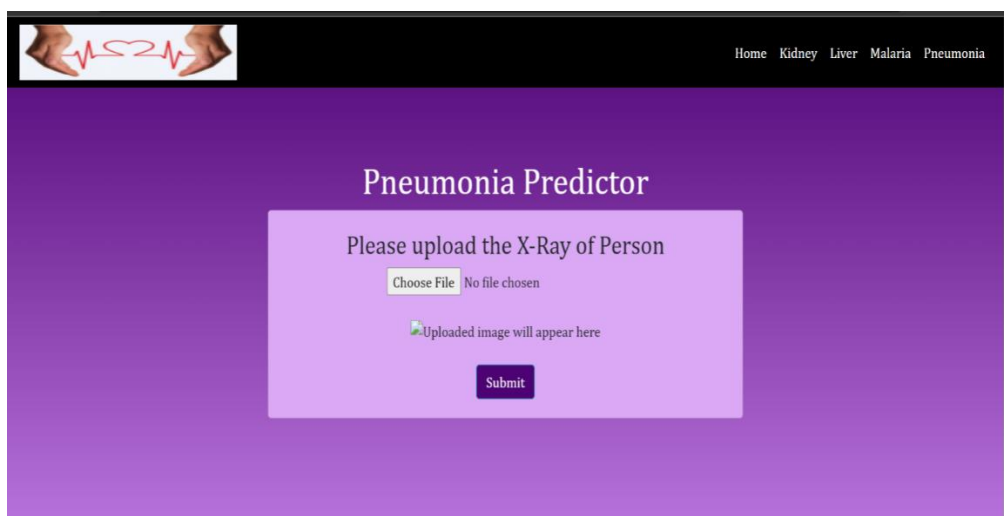 Home Kidney Liver Malaria Pneumonia
Pneumonia Predictor
Please upload the X-Ray of Person
Choose File No file chosen
Uploaded image will appear here
Submit